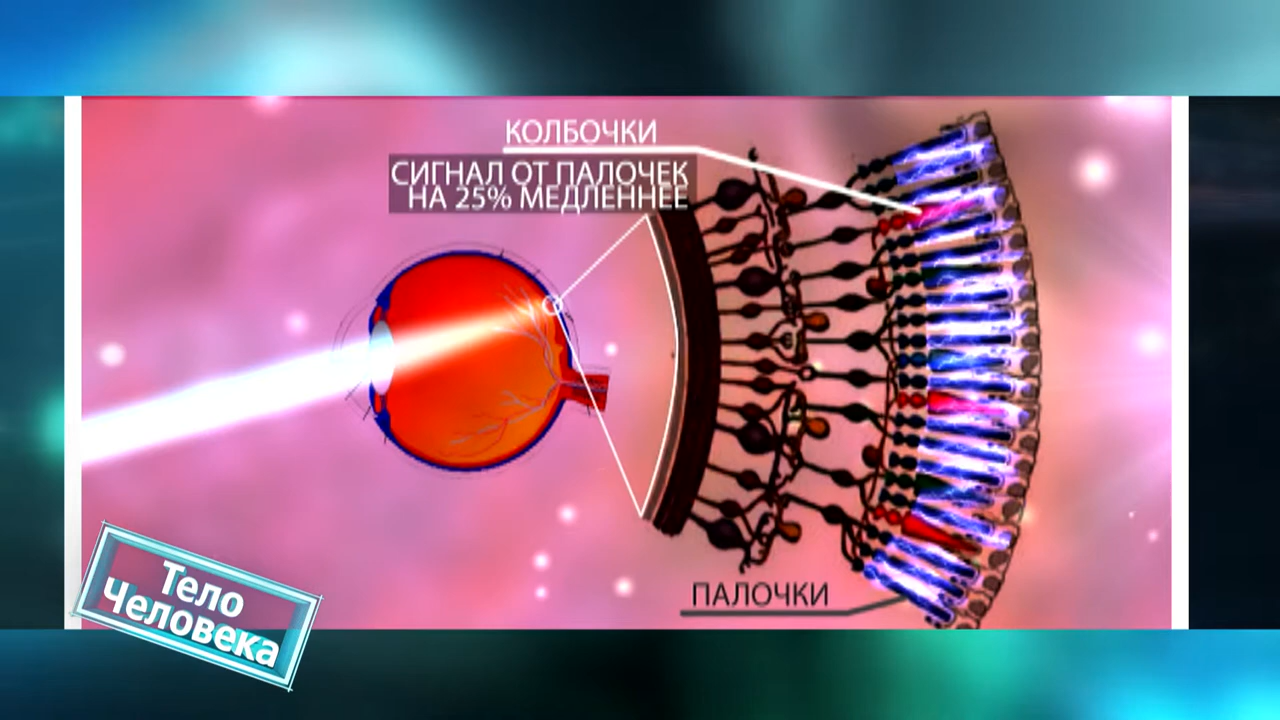 КОЛБОЧКИ
СИГНАЛ ОТ ПАЛОЧЕК
НА 25% МЕДЛЕННЕЕ
ПАЛОЧКИ
Тело
Человека